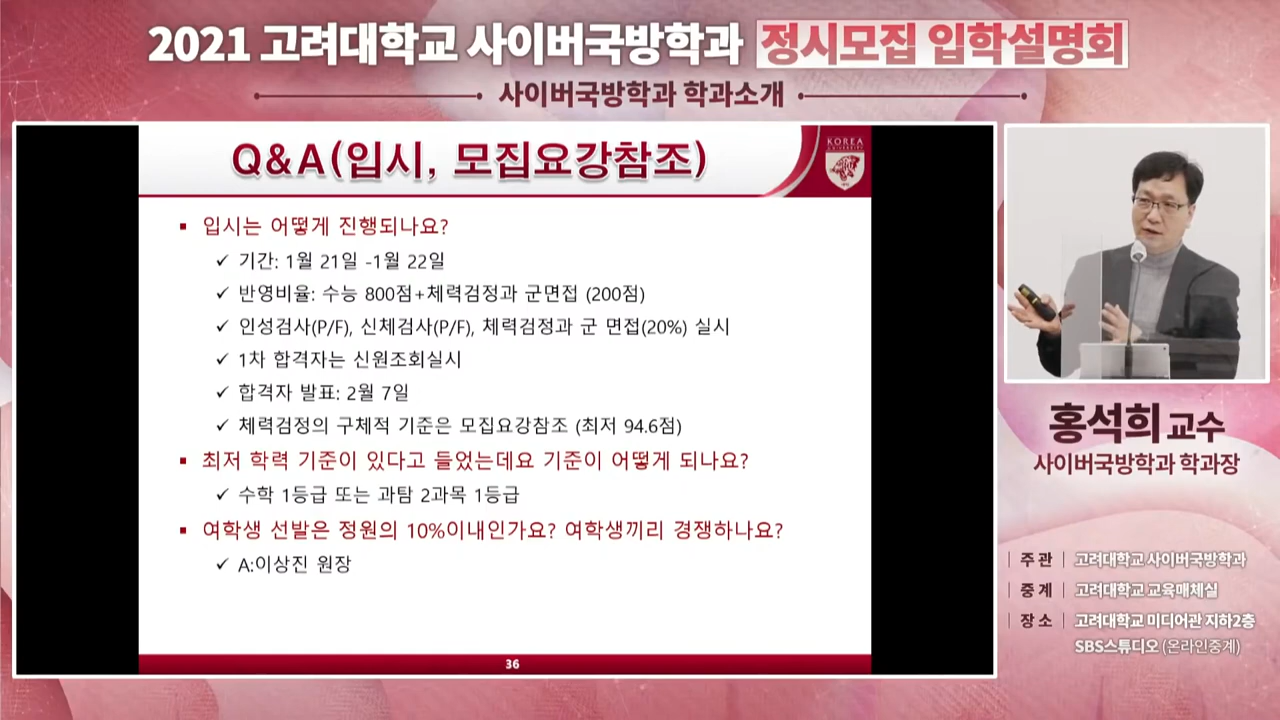 2021 고려대학교 사이버국방학과 정시모집 입학설명회
사이버국방학과 학과소개
Q&A(입시, 모집요강참조)
KOREA
UNIVERSITY
▪ 입시는 어떻게 진행되나요?
✓ 기간: 1월 21일 -1월 22일
✓ 반영비율: 수능 800점+체력검정과 군면접 (200점)
✓ 인성검사(P/F), 신체검사(P/F), 체력검정과 군 면접(20%) 실시
✓ 1차 합격자는 신원조회실시
✓ 합격자 발표: 2월 7일
✓ 체력검정의 구체적 기준은 모집요강참조 (최저 94.6점)
▪ 최저 학력 기준이 있다고 들었는데요 기준이 어떻게 되나요?
✓ 수학 1등급 또는 과탐 2과목 1등급
▪ 여학생 선발은 정원의 10%이내인가요? 여학생끼리 경쟁하나요?
✓ A:이상진 원장
36
홍석희 교수
사이버국방학과 학과장
| 주 관 | 고려대학교 사이버국방학과
| 중 계 | 고려대학교 교육매체실
| 장 소 | 고려대학교 미디어관 지하2층
SBS스튜디오 (온라인중계)